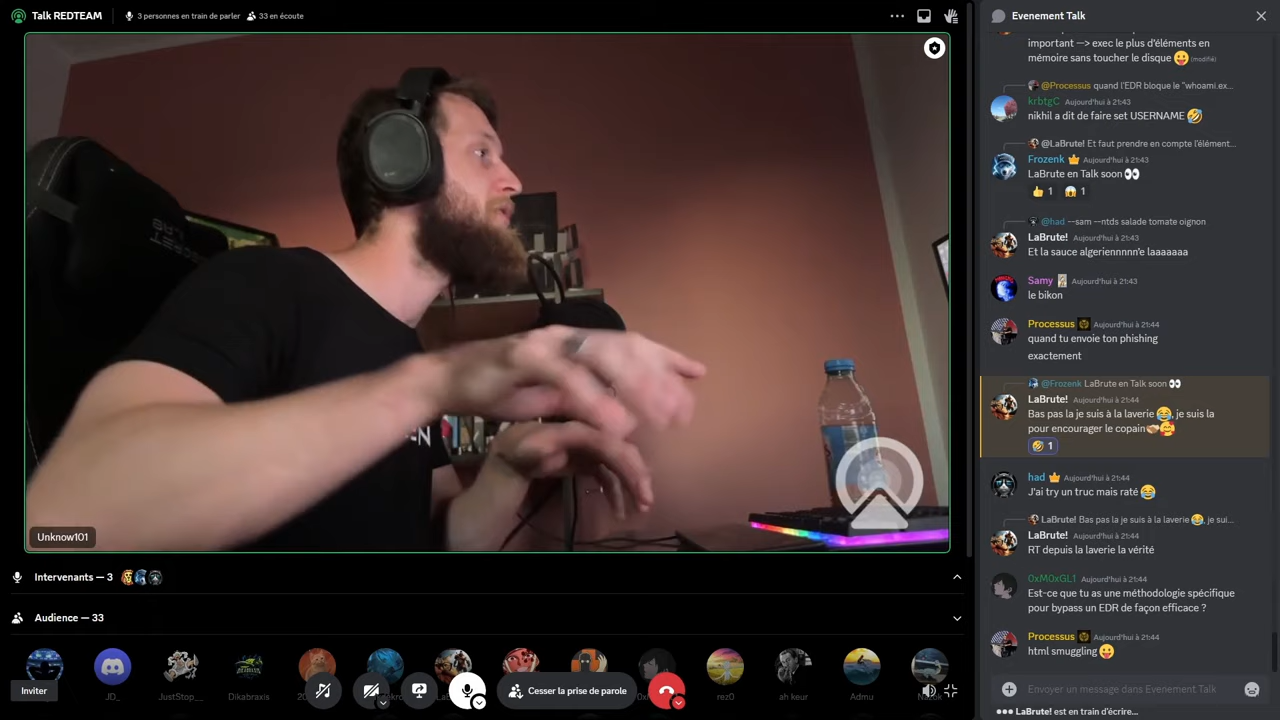 Talk REDTEAM
3 personnes en train de parler
33 en écoute
Unknow101
Intervenants — 3
Audience — 33
JD_
JustStop__
Dikabraxis
rez0
ah keur
Admu
Inviter
Cesser la prise de parole
Evenement Talk
important —> exec le plus d'éléments en
mémoire sans toucher le disque 😛 (modifié)
@Processus quand l'EDR bloque le "whoami.ex...
krbtgC Aujourd'hui à 21:43
nikhil a dit de faire set USERNAME 🤣
@LaBrute! Et faut prendre en compte l'élément...
Frozenk Aujourd'hui à 21:43
LaBrute en Talk soon 👀
👍 1 😱 1
@had --sam --ntds salade tomate oignon
LaBrute! Aujourd'hui à 21:43
Et la sauce algeriennnn'e laaaaaaa
Samy Aujourd'hui à 21:43
le bikon
Processus Aujourd'hui à 21:44
quand tu envoie ton phishing
exactement
@Frozenk LaBrute en Talk soon 👀
LaBrute! Aujourd'hui à 21:44
Bas pas la je suis à la laverie 😂, je suis la
pour encourager le copain🤝🥰
🤣 1
had Aujourd'hui à 21:44
J'ai try un truc mais raté 😂
LaBrute! Bas pas la je suis à la laverie 😂, je sui...
LaBrute! Aujourd'hui à 21:44
RT depuis la laverie la vérité
0xM0xGL1 Aujourd'hui à 21:44
Est-ce que tu as une méthodologie spécifique
pour bypass un EDR de façon efficace ?
Processus Aujourd'hui à 21:44
html smuggling 😛
Envoyer un message dans Evenement Talk
LaBrute! est en train d'écrire...